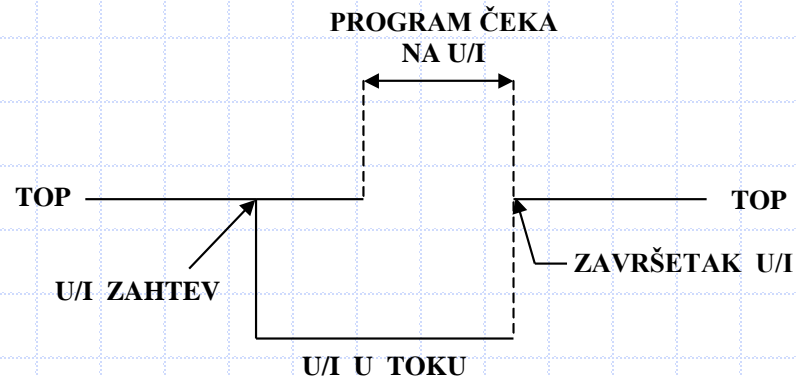 PROGRAM ČEKA
NA U/I
TOP
TOP
U/I ZAHTEV
ZAVRŠETAK U/I
U/I U TOKU